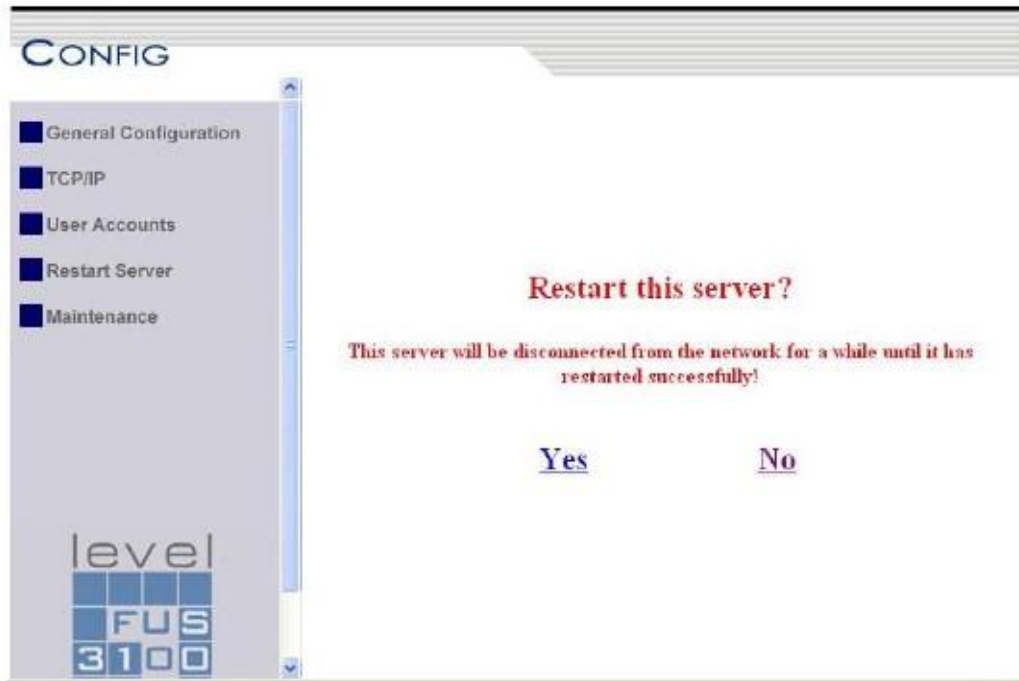 CONFIG
General Configuration
TCP/IP
User Accounts
Restart Server
Maintenance
level
FUS
3100
Restart this server?
This server will be disconnected from the network for a while until it has
restarted successfully!
Yes
No